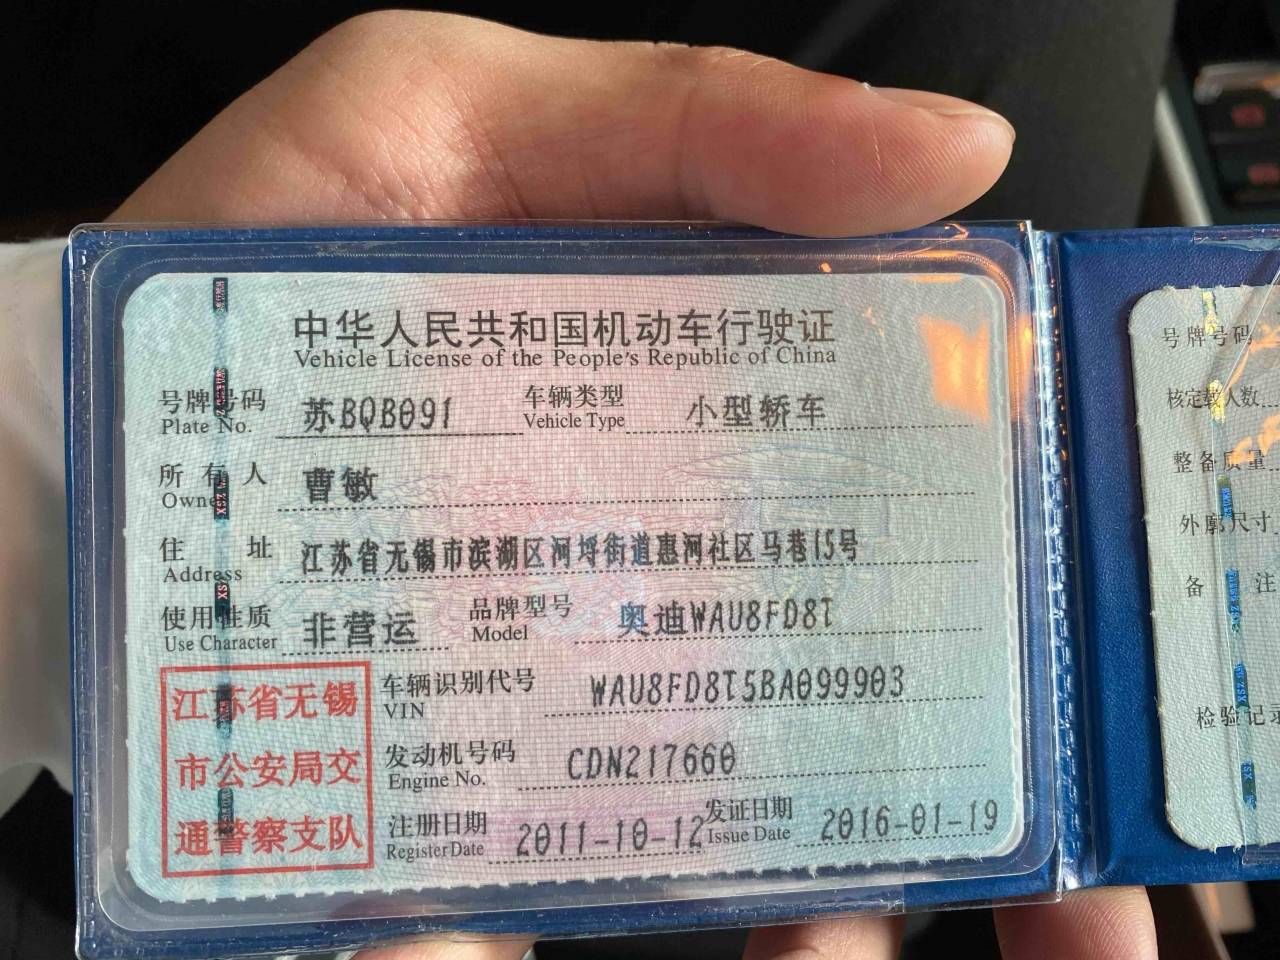 中华人民共和国机动车行驶证
Vehicle License of the People's Republic of China
号牌号码 苏BQB091 车辆类型 小型轿车
Plate No. Vehicle Type
所有人 曹敏
Owner
住址 江苏省无锡市滨湖区河埒街道惠河社区马巷15号
Address
使用性质 非营运 品牌型号 奥迪WAU8FD8T
Use Character Model
车辆识别代号 WAU8FD8T5BA099903
VIN
发动机号码 CDN217660
Engine No.
注册日期 2011-10-12 发证日期 2016-01-19
Register Date Issue Date
江苏省无锡
市公安局交
通警察支队
号牌号码
核定载人数
整备质量
外廓尺寸
备注
检验记录